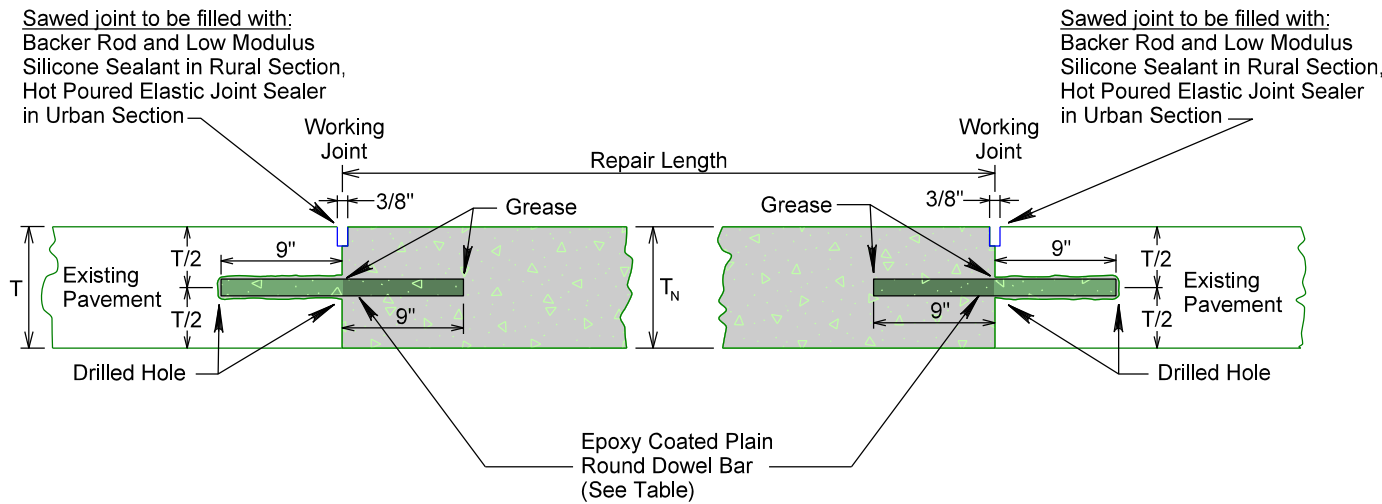 Sawed joint to be filled with:
Backer Rod and Low Modulus
Silicone Sealant in Rural Section,
Hot Poured Elastic Joint Sealer
in Urban Section
Sawed joint to be filled with:
Backer Rod and Low Modulus
Silicone Sealant in Rural Section,
Hot Poured Elastic Joint Sealer
in Urban Section
Working
Joint
Repair Length
Working
Joint
3/8"
Grease
Grease
3/8"
T
Existing
Pavement
T/2
T/2
9"
9"
TN
9"
9"
T/2
T/2
Existing
Pavement
Drilled Hole
Drilled Hole
Epoxy Coated Plain
Round Dowel Bar
(See Table)